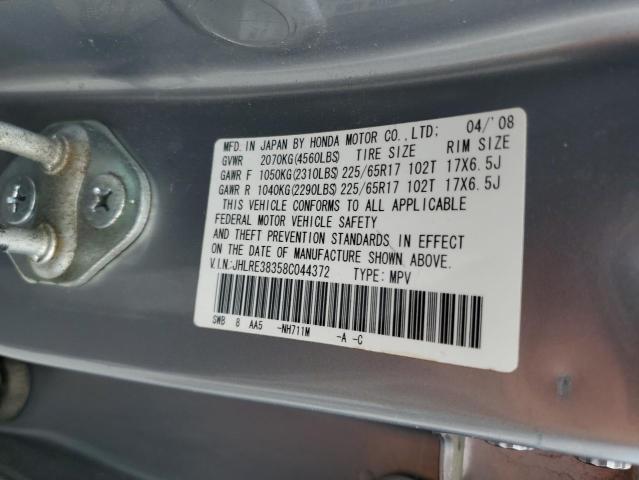 MFD. IN JAPAN BY HONDA MOTOR CO.,LTD; 04/'08
GVWR 2070KG(4560LBS) TIRE SIZE RIM SIZE
GAWR F 1050KG(2310LBS) 225/65R17 102T 17X6.5J
GAWR R 1040KG(2290LBS) 225/65R17 102T 17X6.5J
THIS VEHICLE CONFORMS TO ALL APPLICABLE
FEDERAL MOTOR VEHICLE SAFETY
AND THEFT PREVENTION STANDARDS IN EFFECT
ON THE DATE OF MANUFACTURE SHOWN ABOVE.
V.I.N.:JHLRE38358C044372 TYPE: MPV
SWB 8 AA5 -NH711M -A -C